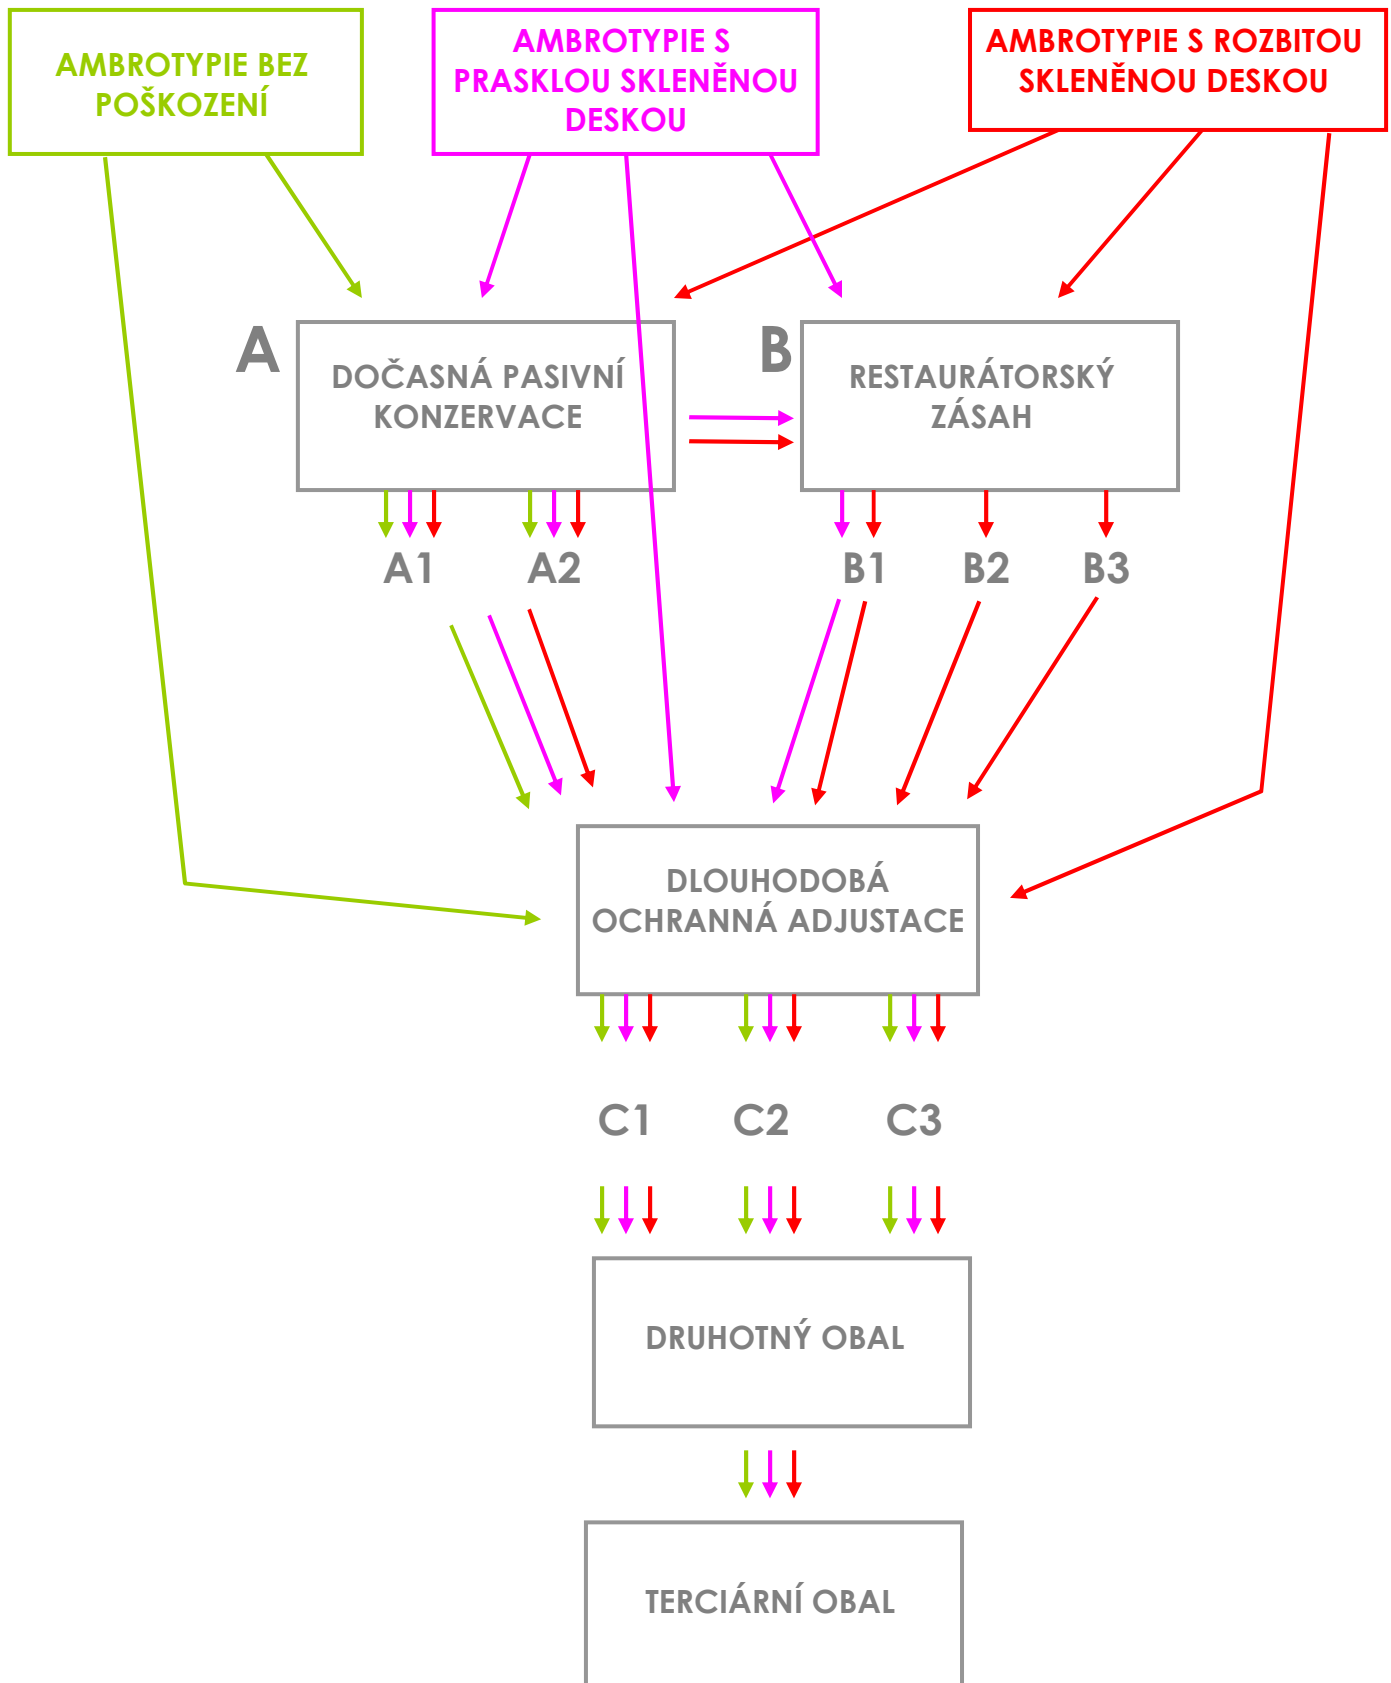 AMBROTYPIE BEZ
POŠKOZENÍ
AMBROTYPIE S
PRASKLOU SKLENĚNOU
DESKOU
AMBROTYPIE S ROZBITOU
SKLENĚNOU DESKOU
A
DOČASNÁ PASIVNÍ
KONZERVACE
B
RESTAURÁTORSKÝ
ZÁSAH
A1
A2
B1
B2
B3
DLOUHODOBÁ
OCHRANNÁ ADJUSTACE
C1
C2
C3
DRUHOTNÝ OBAL
TERCIÁRNÍ OBAL